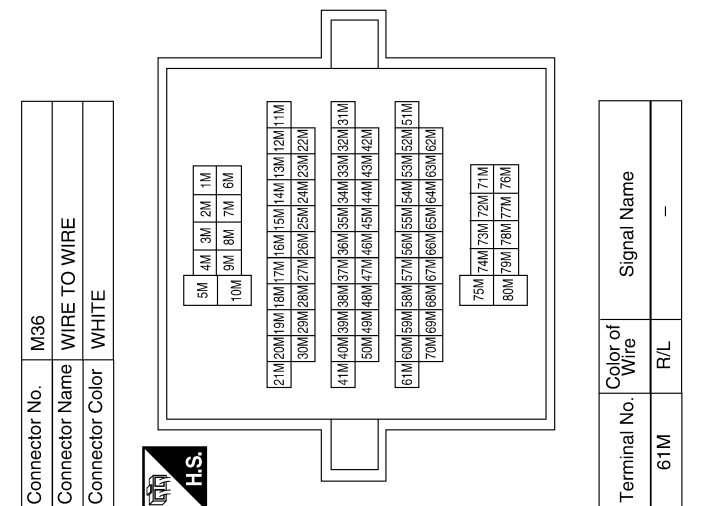 Connector No. M36
Connector Name WIRE TO WIRE
Connector Color WHITE
H.S.
5M 4M 3M 2M 1M
10M 9M 8M 7M 6M
21M 20M 19M 18M 17M 16M 15M 14M 13M 12M 11M
30M 29M 28M 27M 26M 25M 24M 23M 22M
41M 40M 39M 38M 37M 36M 35M 34M 33M 32M 31M
50M 49M 48M 47M 46M 45M 44M 43M 42M
61M 60M 59M 58M 57M 56M 55M 54M 53M 52M 51M
70M 69M 68M 67M 66M 65M 64M 63M 62M
75M 74M 73M 72M 71M
80M 79M 78M 77M 76M
Terminal No. Color of Wire Signal Name
61M R/L –